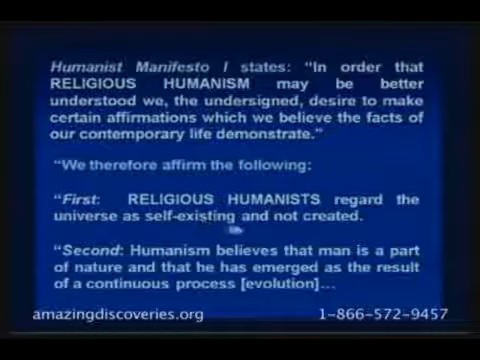 Humanist Manifesto I states: "In order that
RELIGIOUS HUMANISM may be better
understood we, the undersigned, desire to make
certain affirmations which we believe the facts of
our contemporary life demonstrate."
"We therefore affirm the following:
"First: RELIGIOUS HUMANISTS regard the
universe as self-existing and not created.
"Second: Humanism believes that man is a part
of nature and that he has emerged as the result
of a continuous process [evolution]...
amazingdiscoveries.org 1-866-572-9457